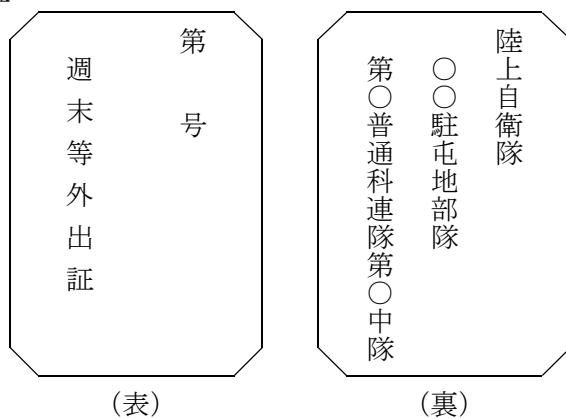 第　号
週末等外出証
（表）
陸上自衛隊
○○駐屯地部隊
第○普通科連隊第○中隊
（裏）